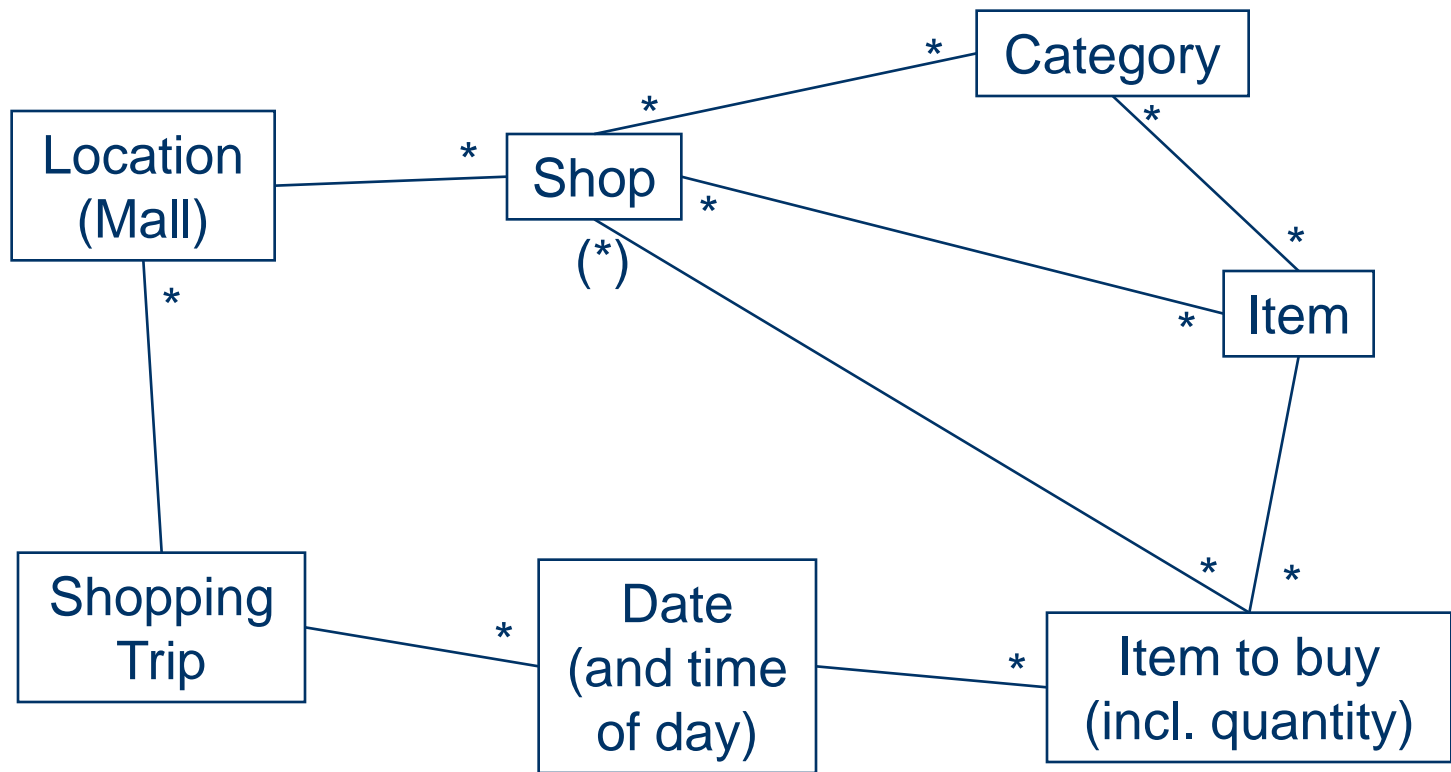 * Category
*
*
Location
(Mall)
*
Shop
*
*
(*)
*
*
Item
*
*
Shopping
Trip
*
Date
(and time
of day)
*
Item to buy
(incl. quantity)